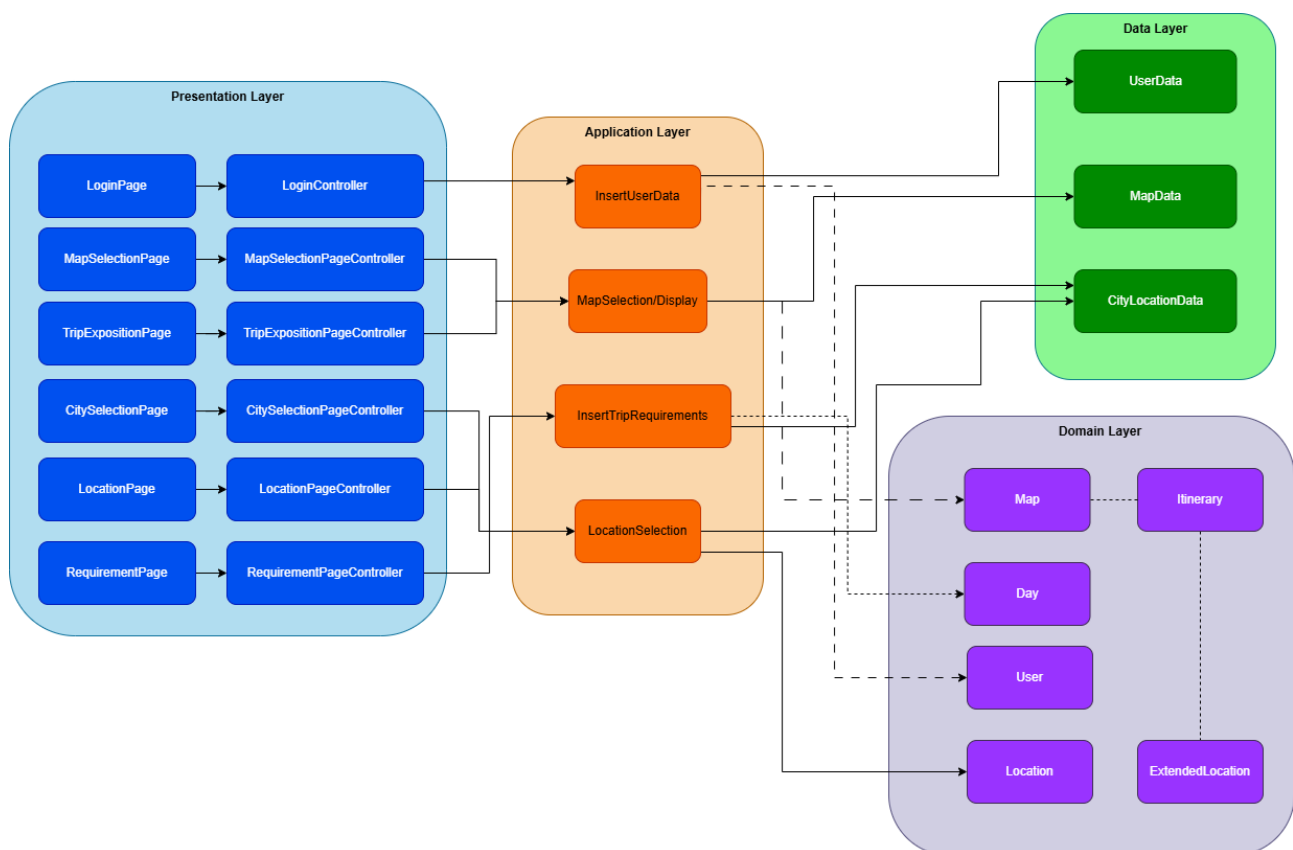 Presentation Layer
LoginPage
LoginController
MapSelectionPage
MapSelectionPageController
TripExpositionPage
TripExpositionPageController
CitySelectionPage
CitySelectionPageController
LocationPage
LocationPageController
RequirementPage
RequirementPageController
Application Layer
InsertUserData
MapSelection/Display
InsertTripRequirements
LocationSelection
Data Layer
UserData
MapData
CityLocationData
Domain Layer
Map
Itinerary
Day
User
Location
ExtendedLocation